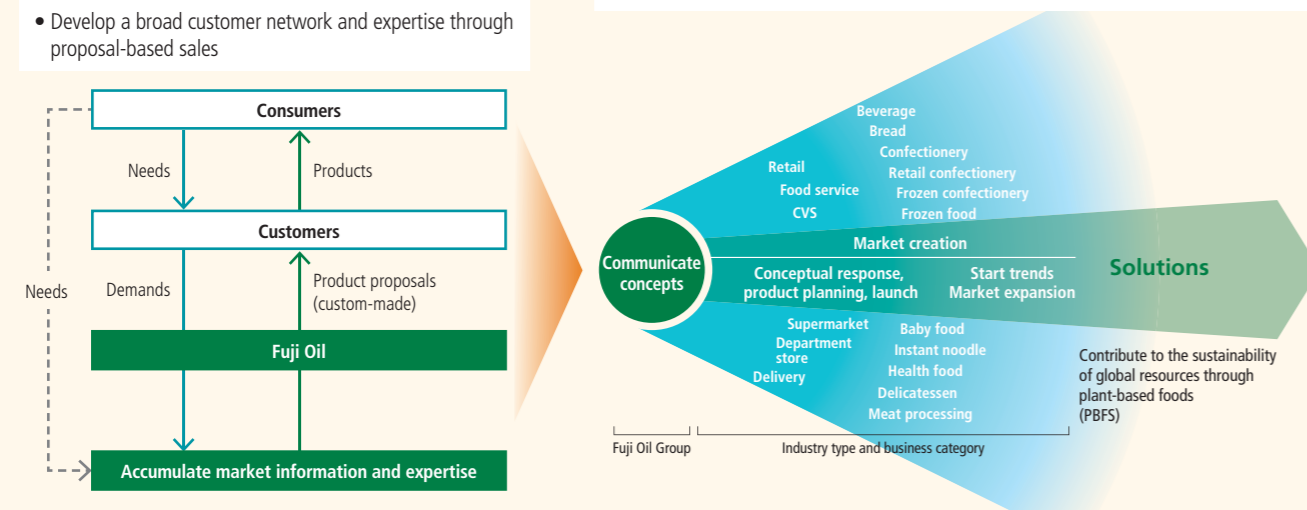 • Develop a broad customer network and expertise through
proposal-based sales
Consumers
Needs
Products
Customers
Needs
Demands
Product proposals
(custom-made)
Fuji Oil
Accumulate market information and expertise
Communicate
concepts
Retail
Food service
CVS
Beverage
Bread
Confectionery
Retail confectionery
Frozen confectionery
Frozen food
Market creation
Conceptual response,
product planning, launch
Start trends
Market expansion
Solutions
Supermarket
Department
store
Delivery
Baby food
Instant noodle
Health food
Delicatessen
Meat processing
Contribute to the sustainability
of global resources through
plant-based foods
(PBFS)
Fuji Oil Group
Industry type and business category